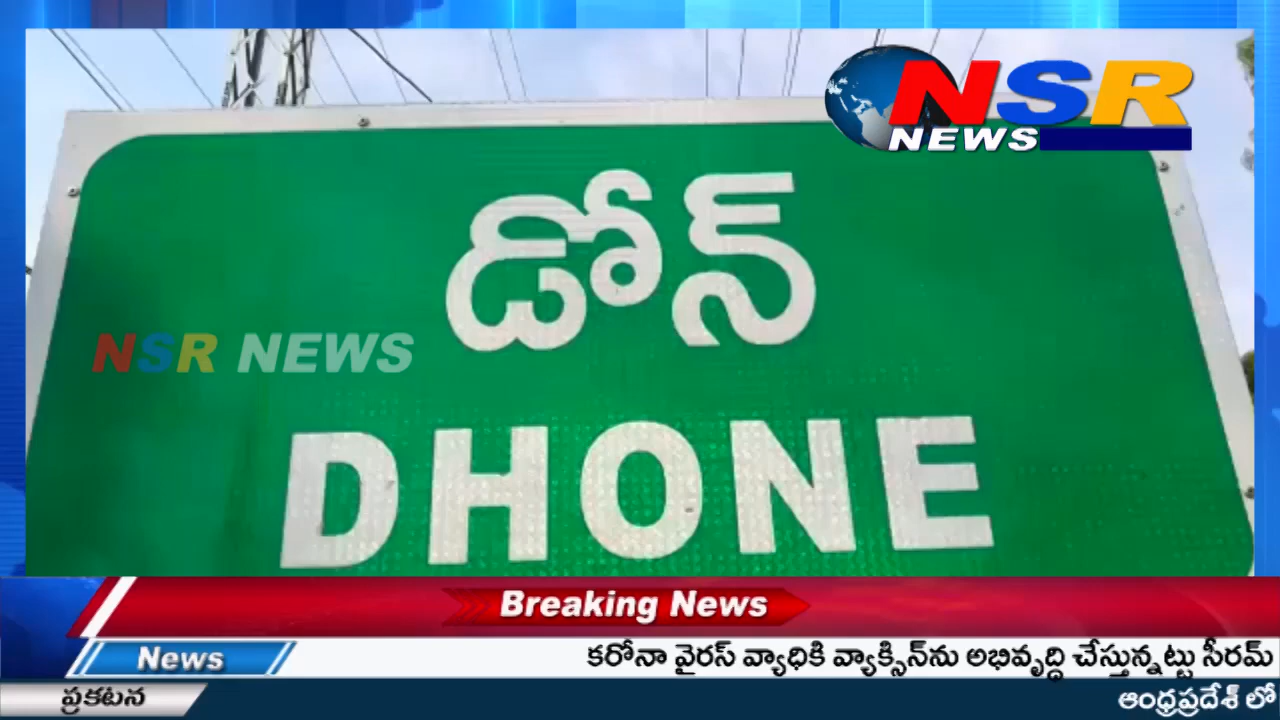 NSR
NEWS
డోన్
NSR NEWS
DHONE
Breaking News
News
కరోనా వైరస్ వ్యాధికి వ్యాక్సిన్‌ను అభివృద్ధి చేస్తున్నట్టు సీరమ్
ప్రకటన
ఆంధ్రప్రదేశ్ లో